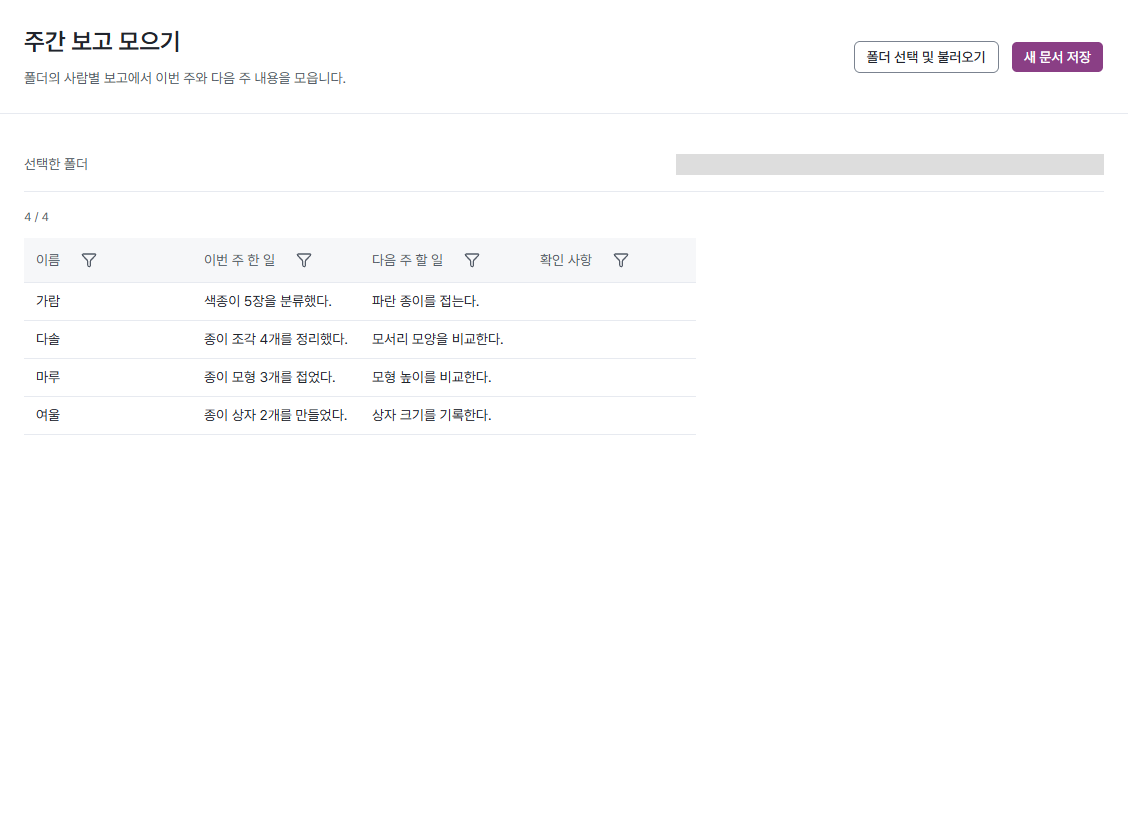 주간 보고 모으기
폴더의 사람별 보고에서 이번 주와 다음 주 내용을 모읍니다.
폴더 선택 및 불러오기 새 문서 저장
선택한 폴더
4 / 4
이름 이번 주 한 일 다음 주 할 일 확인 사항
가람 색종이 5장을 분류했다. 파란 종이를 접는다.
다솔 종이 조각 4개를 정리했다. 모서리 모양을 비교한다.
마루 종이 모형 3개를 접었다. 모형 높이를 비교한다.
여울 종이 상자 2개를 만들었다. 상자 크기를 기록한다.